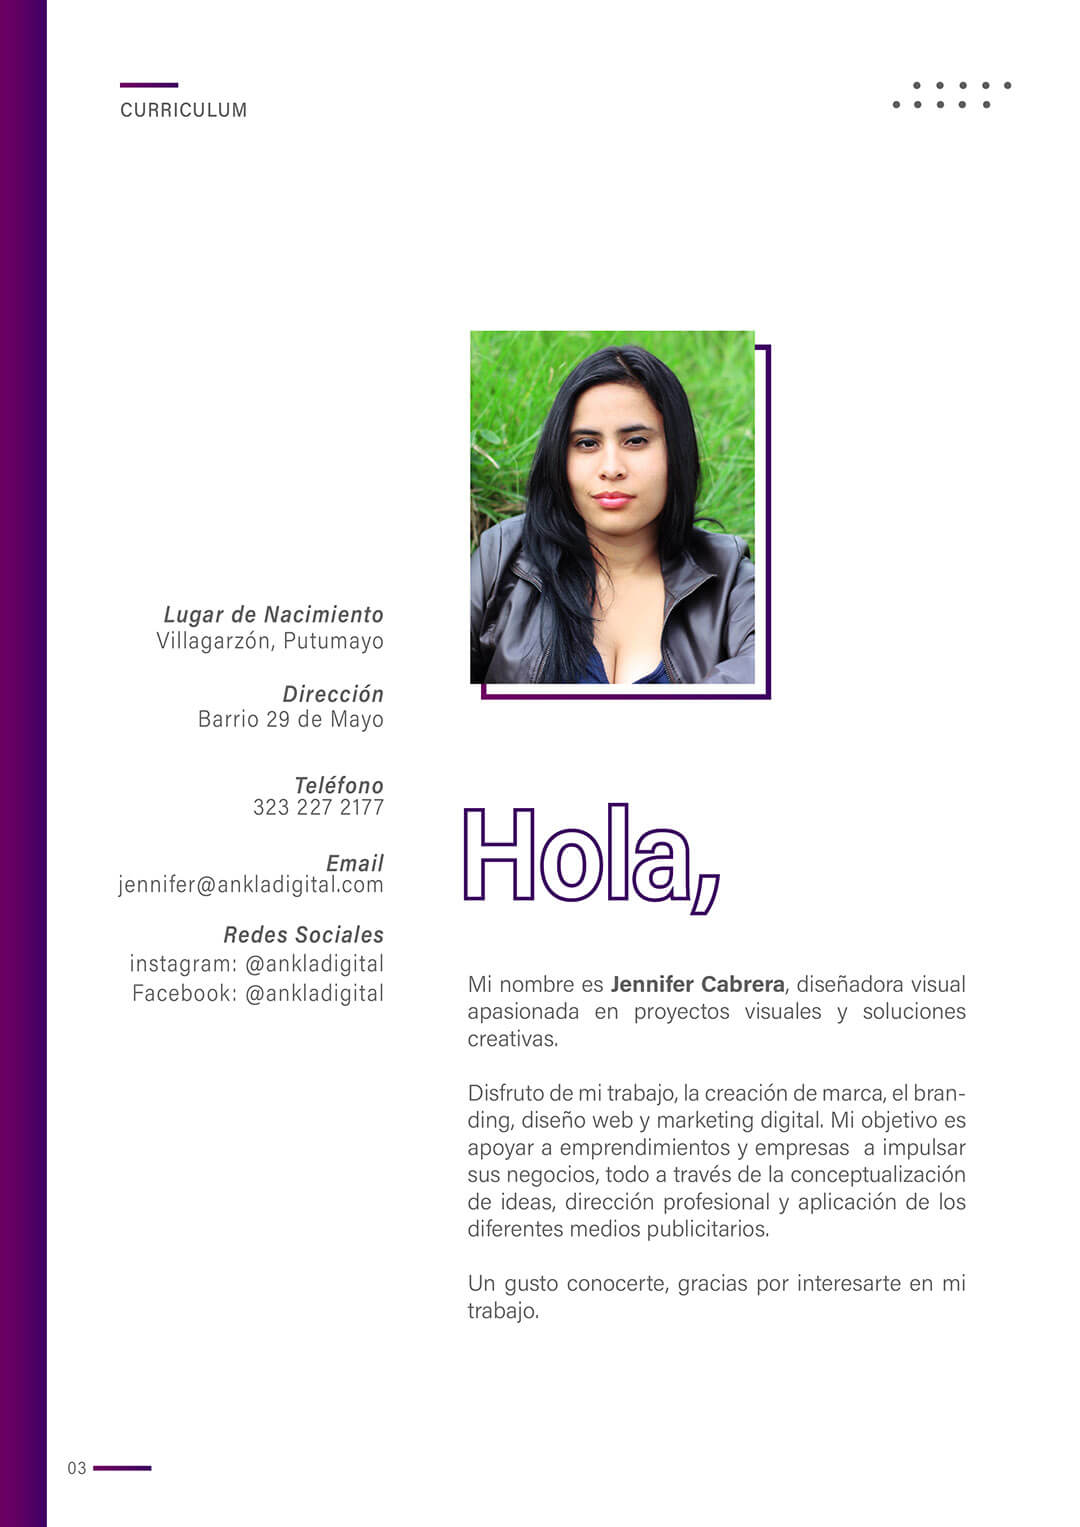 CURRICULUM
Lugar de Nacimiento
Villagarzón, Putumayo
Dirección
Barrio 29 de Mayo
Teléfono
323 227 2177
Email
jennifer@ankladigital.com
Redes Sociales
instagram: @ankladigital
Facebook: @ankladigital
Hola,
Mi nombre es Jennifer Cabrera, diseñadora visual
apasionada en proyectos visuales y soluciones
creativas.
Disfruto de mi trabajo, la creación de marca, el bran-
ding, diseño web y marketing digital. Mi objetivo es
apoyar a emprendimientos y empresas  a impulsar
sus negocios, todo a través de la conceptualización
de ideas, dirección profesional y aplicación de los
diferentes medios publicitarios.
Un gusto conocerte, gracias por interesarte en mi
trabajo.
03